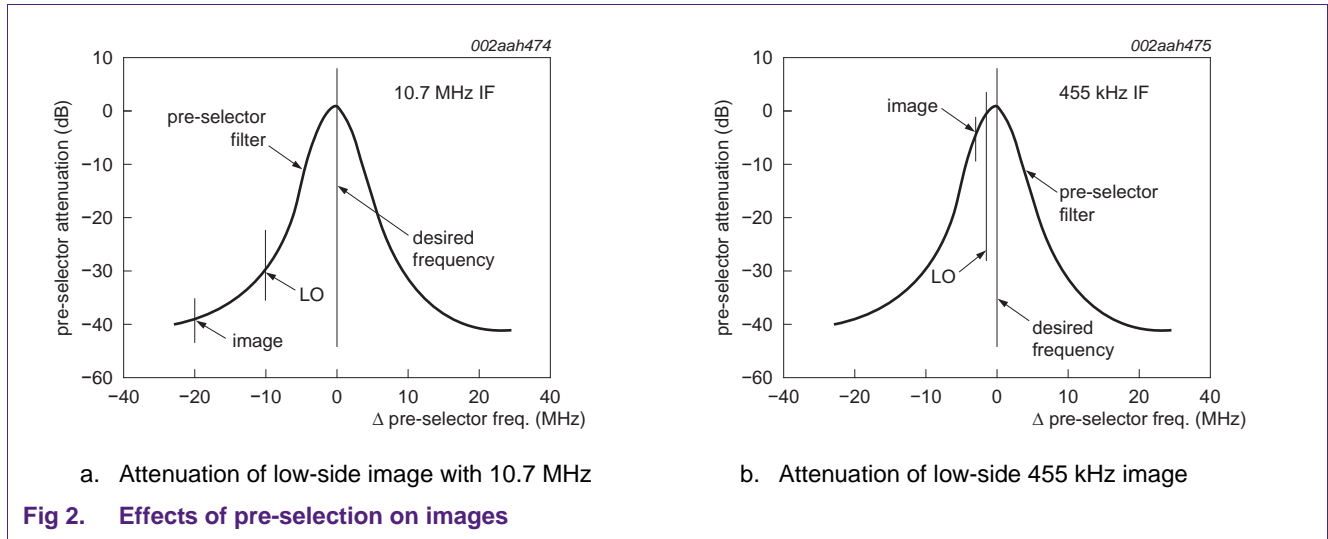 002aah474
10
0
−10
−20
−30
−40
−60
pre-selector attenuation (dB)
10.7 MHz IF
pre-selector
filter
desired
frequency
LO
image
−40
−20
−10
0
10
20
40
Δ pre-selector freq. (MHz)
a. Attenuation of low-side image with 10.7 MHz
002aah475
10
0
−10
−20
−30
−40
−60
pre-selector attenuation (dB)
455 kHz IF
image
pre-selector
filter
LO
desired
frequency
−40
−20
−10
0
10
20
40
Δ pre-selector freq. (MHz)
b. Attenuation of low-side 455 kHz image
Fig 2. Effects of pre-selection on images